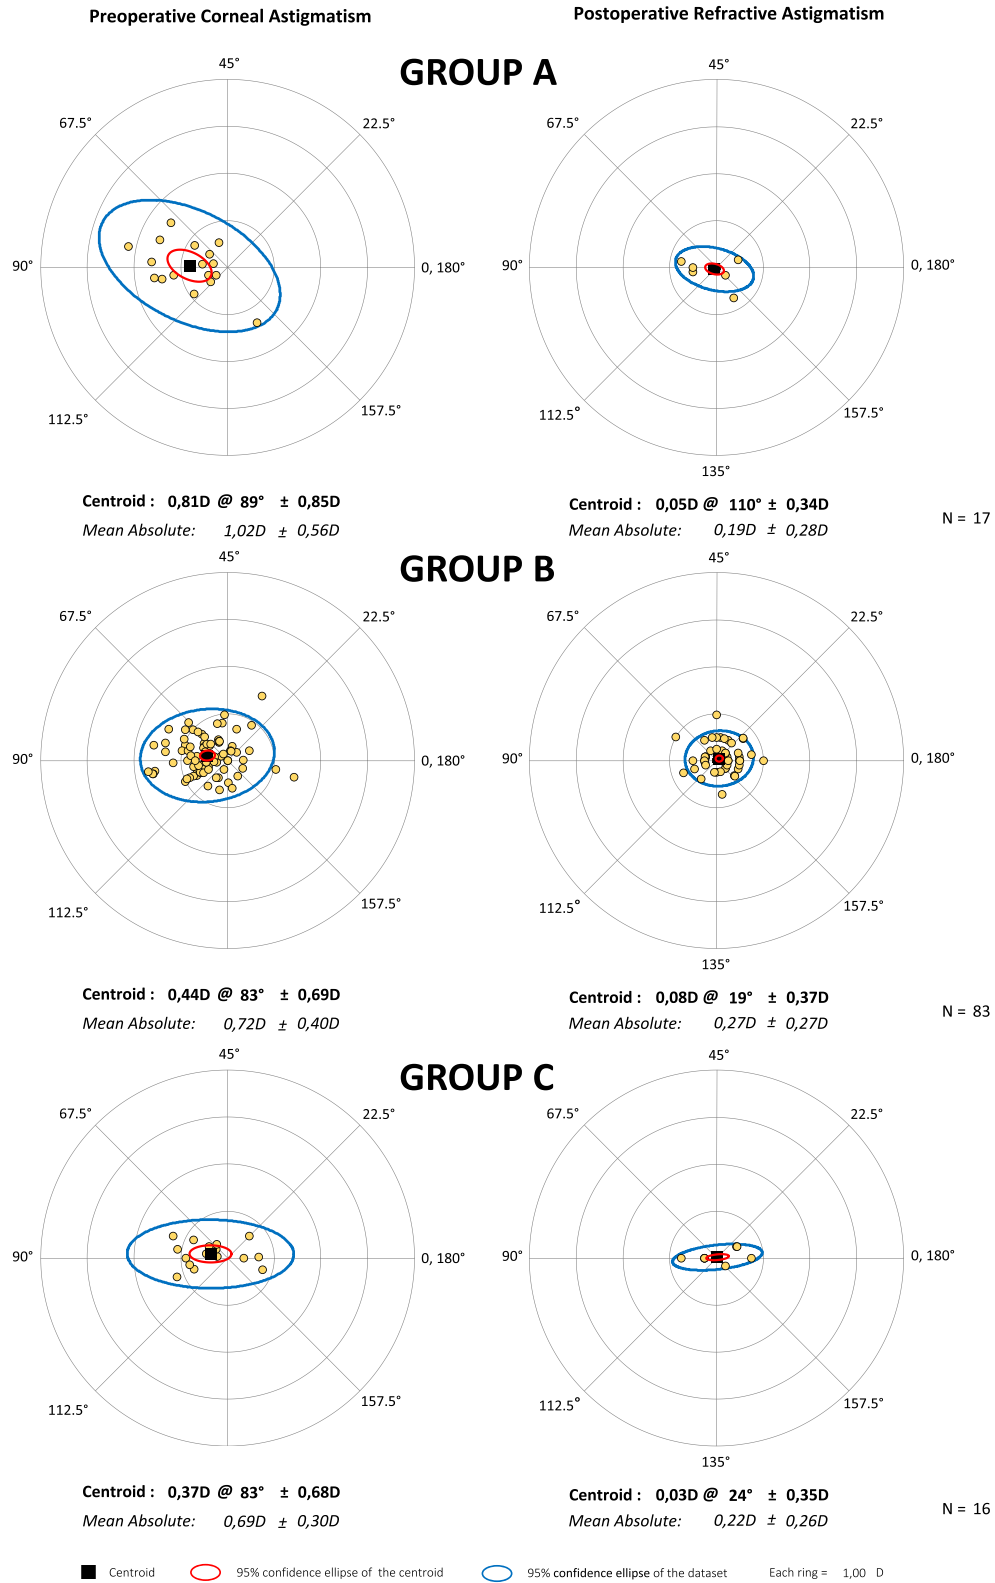 Preoperative Corneal Astigmatism
Postoperative Refractive Astigmatism
GROUP A
45°
67.5°
22.5°
90°
0, 180°
112.5°
157.5°
45°
67.5°
22.5°
90°
0, 180°
112.5°
157.5°
135°
Centroid : 0,81D @ 89° ± 0,85D
Mean Absolute: 1,02D ± 0,56D
Centroid : 0,05D @ 110° ± 0,34D
Mean Absolute: 0,19D ± 0,28D
N = 17
GROUP B
45°
67.5°
22.5°
90°
0, 180°
112.5°
157.5°
67.5°
22.5°
90°
0, 180°
112.5°
157.5°
135°
Centroid : 0,44D @ 83° ± 0,69D
Mean Absolute: 0,72D ± 0,40D
Centroid : 0,08D @ 19° ± 0,37D
Mean Absolute: 0,27D ± 0,27D
N = 83
GROUP C
45°
67.5°
22.5°
90°
0, 180°
112.5°
157.5°
67.5°
22.5°
90°
0, 180°
112.5°
157.5°
135°
Centroid : 0,37D @ 83° ± 0,68D
Mean Absolute: 0,69D ± 0,30D
Centroid : 0,03D @ 24° ± 0,35D
Mean Absolute: 0,22D ± 0,26D
N = 16
Centroid
95% confidence ellipse of the centroid
95% confidence ellipse of the dataset
Each ring = 1,00 D